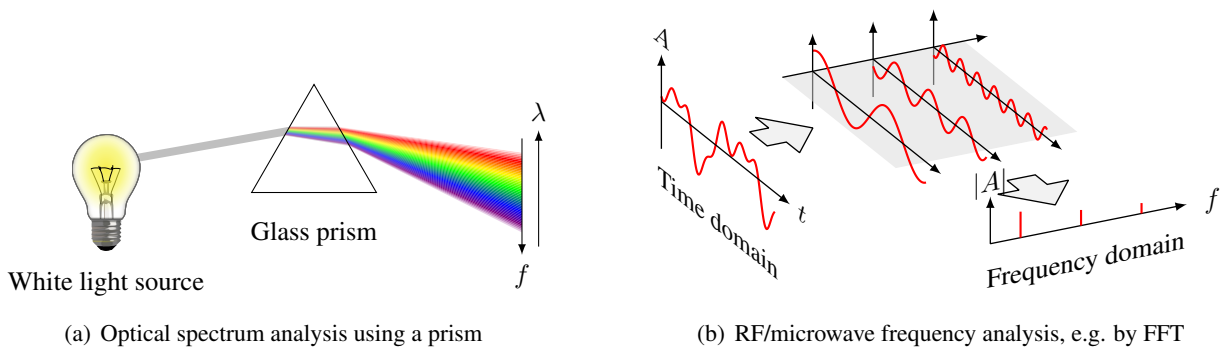 λ
Glass prism
f
White light source
(a) Optical spectrum analysis using a prism
A
t
Time domain
|A|
f
Frequency domain
(b) RF/microwave frequency analysis, e.g. by FFT